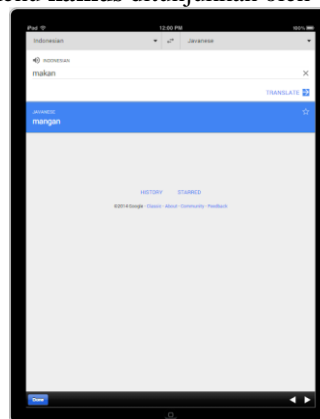 iPad 12:00 PM 100%
Indonesian Javanese
INDONESIAN
makan
TRANSLATE
JAVANESE
mangan
HISTORY STARRED
©2014 Google · Classic · About · Community · Feedback
Done